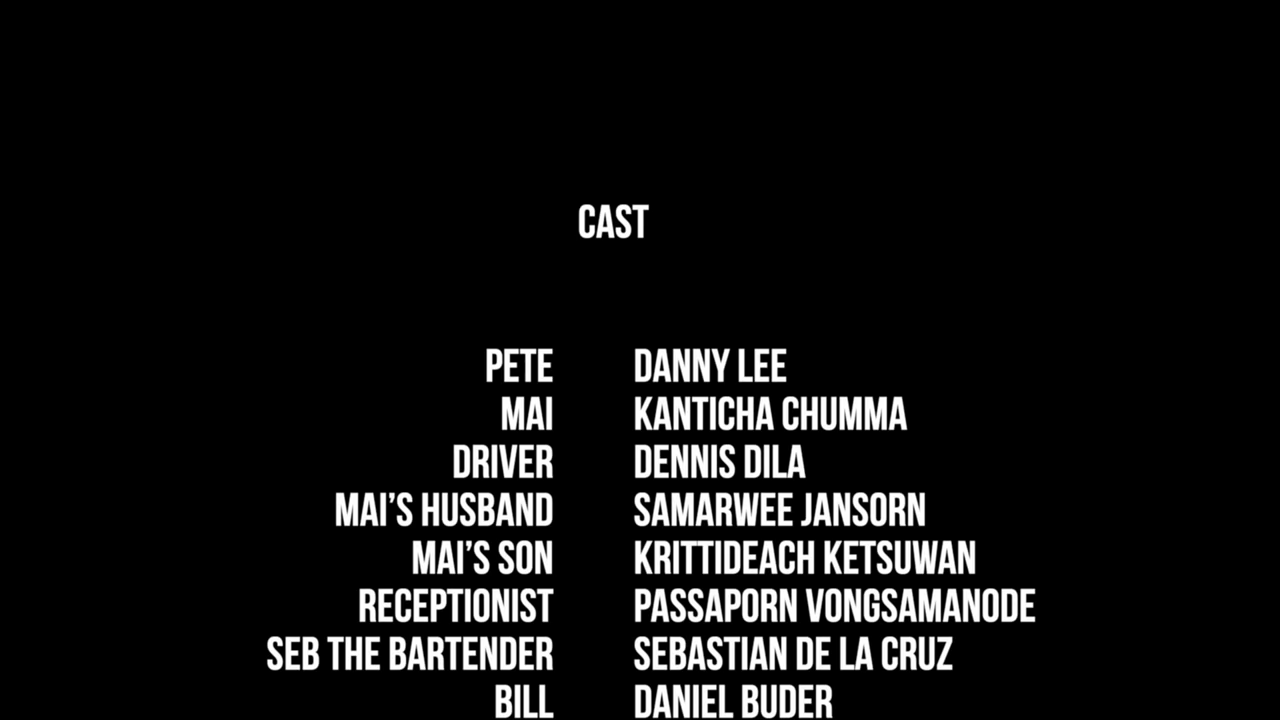 CAST
PETE DANNY LEE
MAI KANTICHA CHUMMA
DRIVER DENNIS DILA
MAI'S HUSBAND SAMARWEE JANSORN
MAI'S SON KRITTIDEACH KETSUWAN
RECEPTIONIST PASSAPORN VONGSAMANODE
SEB THE BARTENDER SEBASTIAN DE LA CRUZ
BILL DANIEL BUDER